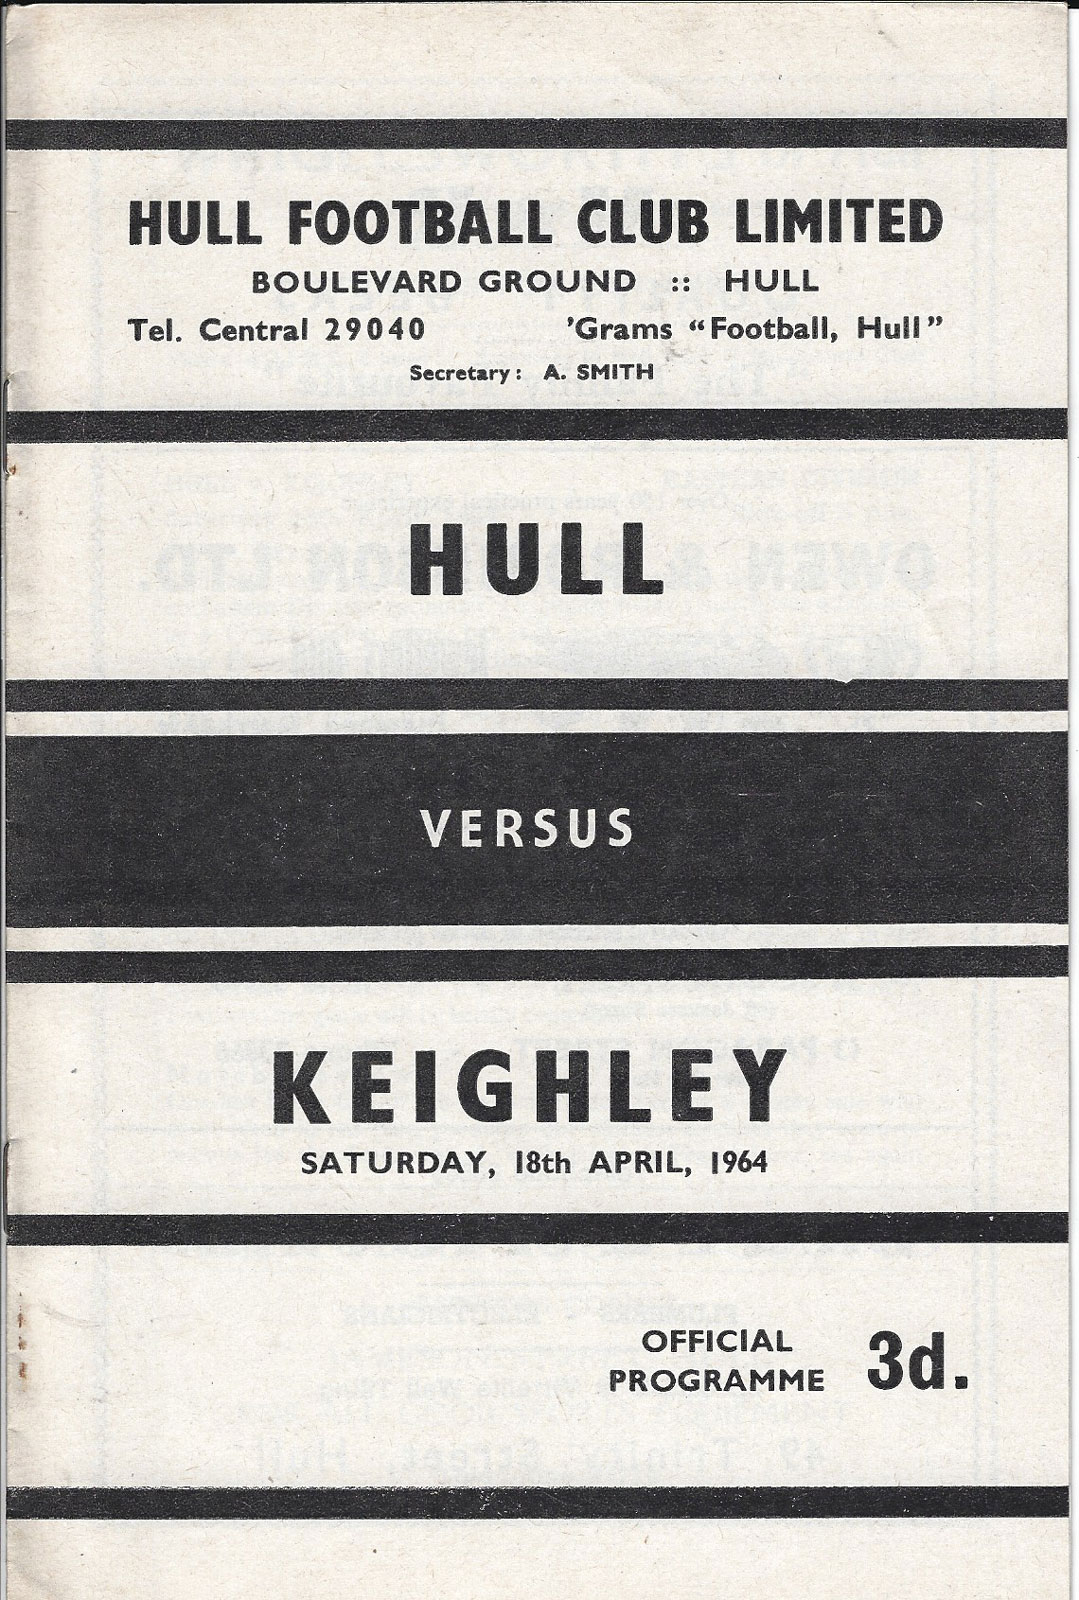 HULL FOOTBALL CLUB LIMITED
BOULEVARD GROUND :: HULL
Tel. Central 29040 'Grams “Football, Hull”
Secretary: A. SMITH
HULL
VERSUS
KEIGHLEY
SATURDAY, 18th APRIL, 1964
OFFICIAL
PROGRAMME 3d.